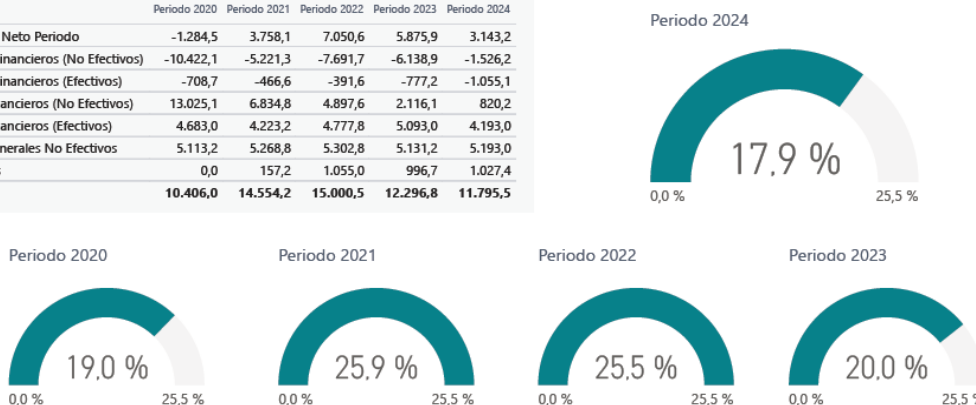 Periodo 2020 Periodo 2021 Periodo 2022 Periodo 2023 Periodo 2024
Neto Periodo -1.284,5 3.758,1 7.050,6 5.875,9 3.143,2
(No Efectivos) -10.422,1 -5.221,3 -7.691,7 -6.138,9 -1.526,2
(Efectivos) -708,7 -466,6 -391,6 -777,2 -1.055,1
(No Efectivos) 13.025,1 6.834,8 4.897,6 2.116,1 820,2
(Efectivos) 4.683,0 4.223,2 4.777,8 5.093,0 4.193,0
No Efectivos 5.113,2 5.268,8 5.302,8 5.131,2 5.193,0
0,0 157,2 1.055,0 996,7 1.027,4
10.406,0 14.554,2 15.000,5 12.296,8 11.795,5
Periodo 2024
17,9 %
0,0 % 25,5 %
Periodo 2020 Periodo 2021 Periodo 2022 Periodo 2023
19,0 % 25,9 % 25,5 % 20,0 %
0,0 % 25,5 % 0,0 % 25,5 % 0,0 % 25,5 % 0,0 % 25,5